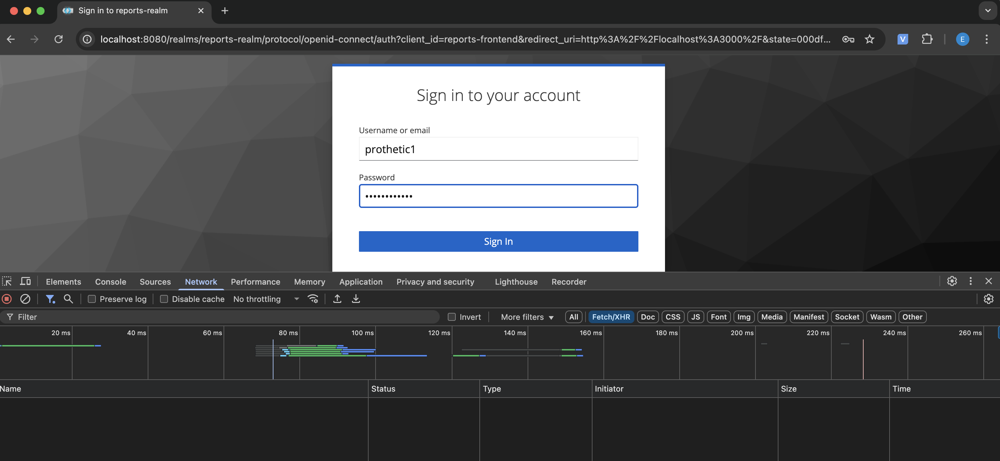 Sign in to reports-realm
localhost:8080/realms/reports-realm/protocol/openid-connect/auth?client_id=reports-frontend&redirect_uri=http%3A%2F%2Flocalhost%3A3000%2F&state=000df...
V
E
Sign in to your account
Username or email
prothetic1
Password
••••••••••••
Sign In
Elements Console Sources Network Performance Memory Application Privacy and security Lighthouse Recorder
Preserve log Disable cache No throttling
Filter Invert More filters All Fetch/XHR Doc CSS JS Font Img Media Manifest Socket Wasm Other
20 ms 40 ms 60 ms 80 ms 100 ms 120 ms 140 ms 160 ms 180 ms 200 ms 220 ms 240 ms 260 ms
Name Status Type Initiator Size Time